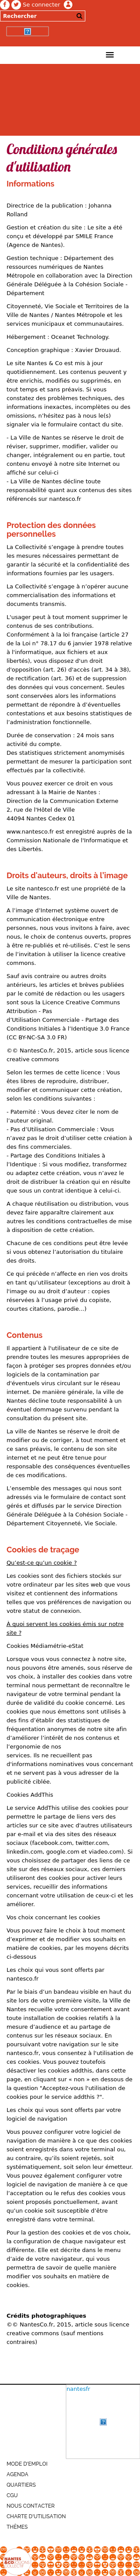 Se connecter
Rechercher
Conditions générales
d'utilisation
Informations
Directrice de la publication : Johanna
Rolland
Gestion et création du site : Le site a été
conçu et développé par SMILE France
(Agence de Nantes).
Gestion technique : Département des
ressources numériques de Nantes
Métropole en collaboration avec la Direction
Générale Déléguée à la Cohésion Sociale -
Département
Citoyenneté, Vie Sociale et Territoires de la
Ville de Nantes / Nantes Métropole et les
services municipaux et communautaires.
Hébergement : Oceanet Technology.
Conception graphique : Xavier Drouaud.
Le site Nantes & Co est mis à jour
quotidiennement. Les contenus peuvent y
être enrichis, modifiés ou supprimés, en
tout temps et sans préavis. Si vous
constatez des problèmes techniques, des
informations inexactes, incomplètes ou des
omissions, n'hésitez pas à nous le(s)
signaler via le formulaire contact du site.
- La Ville de Nantes se réserve le droit de
réviser, supprimer, modifier, valider ou
changer, intégralement ou en partie, tout
contenu envoyé à notre site Internet ou
affiché sur celui-ci
- La Ville de Nantes décline toute
responsabilité quant aux contenus des sites
référencés sur nantesco.fr
Protection des données
personnelles
La Collectivité s'engage à prendre toutes
les mesures nécessaires permettant de
garantir la sécurité et la confidentialité des
informations fournies par les usagers.
La Collectivité s'engage à n'opérer aucune
commercialisation des informations et
documents transmis.
L'usager peut à tout moment supprimer le
contenus de ses contributions.
Conformément à la loi française (article 27
de la Loi n° 78.17 du 6 janvier 1978 relative
à l'informatique, aux fichiers et aux
libertés), vous disposez d'un droit
d'opposition (art. 26) d'accès (art. 34 à 38),
de rectification (art. 36) et de suppression
des données qui vous concernent. Seules
sont alors conservées les informations
permettant de répondre à d'éventuelles
contestations et aux besoins statistiques de
l'administration fonctionnelle.
Durée de conservation : 24 mois sans
activité du compte.
Des statistiques strictement anonymisés
permettant de mesurer la participation sont
effectués par la collectivité.
Vous pouvez exercer ce droit en vous
adressant à la Mairie de Nantes :
Direction de la Communication Externe
2, rue de l'Hôtel de Ville
44094 Nantes Cedex 01
www.nantesco.fr est enregistré auprès de la
Commission Nationale de l'informatique et
des Libertés.
Droits d'auteurs, droits à l'image
Le site nantesco.fr est une propriété de la
Ville de Nantes.
A l'image d'Internet système ouvert de
communication électronique entre
personnes, nous vous invitons à faire, avec
nous, le choix de contenus ouverts, propres
à être re-publiés et ré-utilisés. C'est le sens
de l'invitation à utiliser la licence creative
commons.
Sauf avis contraire ou autres droits
antérieurs, les articles et brèves publiées
par le comité de rédaction ou les usagers
sont sous la Licence Creative Commons
Attribution - Pas
d'Utilisation Commerciale - Partage des
Conditions Initiales à l'Identique 3.0 France
(CC BY-NC-SA 3.0 FR)
©© NantesCo.fr, 2015, article sous licence
creative commons
Selon les termes de cette licence : Vous
êtes libres de reproduire, distribuer,
modifier et communiquer cette création,
selon les conditions suivantes :
- Paternité : Vous devez citer le nom de
l'auteur original.
- Pas d'Utilisation Commerciale : Vous
n'avez pas le droit d'utiliser cette création à
des fins commerciales.
- Partage des Conditions Initiales à
l'Identique : Si vous modifiez, transformez
ou adaptez cette création, vous n'avez le
droit de distribuer la création qui en résulte
que sous un contrat identique à celui-ci.
A chaque réutilisation ou distribution, vous
devez faire apparaître clairement aux
autres les conditions contractuelles de mise
à disposition de cette création.
Chacune de ces conditions peut être levée
si vous obtenez l'autorisation du titulaire
des droits.
Ce qui précède n'affecte en rien vos droits
en tant qu'utilisateur (exception au droit à
l'image ou au droit d'auteur : copies
réservées à l'usage privé du copiste,
courtes citations, parodie...)
Contenus
Il appartient à l'utilisateur de ce site de
prendre toutes les mesures appropriées de
façon à protéger ses propres données et/ou
logiciels de la contamination par
d'éventuels virus circulant sur le réseau
internet. De manière générale, la ville de
Nantes décline toute responsabilité à un
éventuel dommage survenu pendant la
consultation du présent site.
La ville de Nantes se réserve le droit de
modifier ou de corriger, à tout moment et
ce sans préavis, le contenu de son site
internet et ne peut être tenue pour
responsable des conséquences éventuelles
de ces modifications.
L'ensemble des messages qui nous sont
adressés via le formulaire de contact sont
gérés et diffusés par le service Direction
Générale Déléguée à la Cohésion Sociale -
Département Citoyenneté, Vie Sociale.
Cookies de traçage
Qu'est-ce qu'un cookie ?
Les cookies sont des fichiers stockés sur
votre ordinateur par les sites web que vous
visitez et contiennent des informations
telles que vos préférences de navigation ou
votre statut de connexion.
À quoi servent les cookies émis sur notre
site ?
Cookies Médiamétrie-eStat
Lorsque vous vous connectez à notre site,
nous pouvons être amenés, sous réserve de
vos choix, à installer des cookies dans votre
terminal nous permettant de reconnaître le
navigateur de votre terminal pendant la
durée de validité du cookie concerné. Les
cookies que nous émettons sont utilisés à
des fins d'établir des statistiques de
fréquentation anonymes de notre site afin
d'améliorer l'intérêt de nos contenus et
l'ergonomie de nos
services. Ils ne recueillent pas
d'informations nominatives vous concernant
et ne servent pas à vous adresser de la
publicité ciblée.
Cookies AddThis
Le service AddThis utilise des cookies pour
permettre le partage de liens vers des
articles sur ce site avec d'autres utilisateurs
par e-mail et via des sites des réseaux
sociaux (facebook.com, twitter.com,
linkedin.com, google.com et viadeo.com). Si
vous choisissez de partager des liens de ce
site sur des réseaux sociaux, ces derniers
utilisent des cookies pour activer leurs
services, recueillir des informations
concernant votre utilisation de ceux-ci et les
améliorer.
Vos choix concernant les cookies
Vous pouvez faire le choix à tout moment
d'exprimer et de modifier vos souhaits en
matière de cookies, par les moyens décrits
ci-dessous
Les choix qui vous sont offerts par
nantesco.fr
Par le biais d'un bandeau visible en haut du
site lors de votre première visite, la Ville de
Nantes recueille votre consentement avant
toute installation de cookies relatifs à la
mesure d'audience et au partage de
contenus sur les réseaux sociaux. En
poursuivant votre navigation sur le site
nantesco.fr, vous consentez à l'utilisation de
ces cookies. Vous pouvez toutefois
désactiver les cookies addthis, dans cette
page, en cliquant sur « non » en dessous de
la question "Acceptez-vous l'utilisation de
cookies pour le service addthis ?".
Les choix qui vous sont offerts par votre
logiciel de navigation
Vous pouvez configurer votre logiciel de
navigation de manière à ce que des cookies
soient enregistrés dans votre terminal ou,
au contraire, qu'ils soient rejetés, soit
systématiquement, soit selon leur émetteur.
Vous pouvez également configurer votre
logiciel de navigation de manière à ce que
l'acception ou le refus des cookies vous
soient proposés ponctuellement, avant
qu'un cookie soit susceptible d'être
enregistré dans votre terminal.
Pour la gestion des cookies et de vos choix,
la configuration de chaque navigateur est
différente. Elle est décrite dans le menu
d'aide de votre navigateur, qui vous
permettra de savoir de quelle manière
modifier vos souhaits en matière de
cookies.
Crédits photographiques
©© NantesCo.fr, 2015, article sous licence
creative commons (sauf mentions
contraires)
nantesfr
MODE D'EMPLOI
AGENDA
QUARTIERS
CGU
NOUS CONTACTER
CHARTE D'UTILISATION
THÈMES
NANTES
&CO